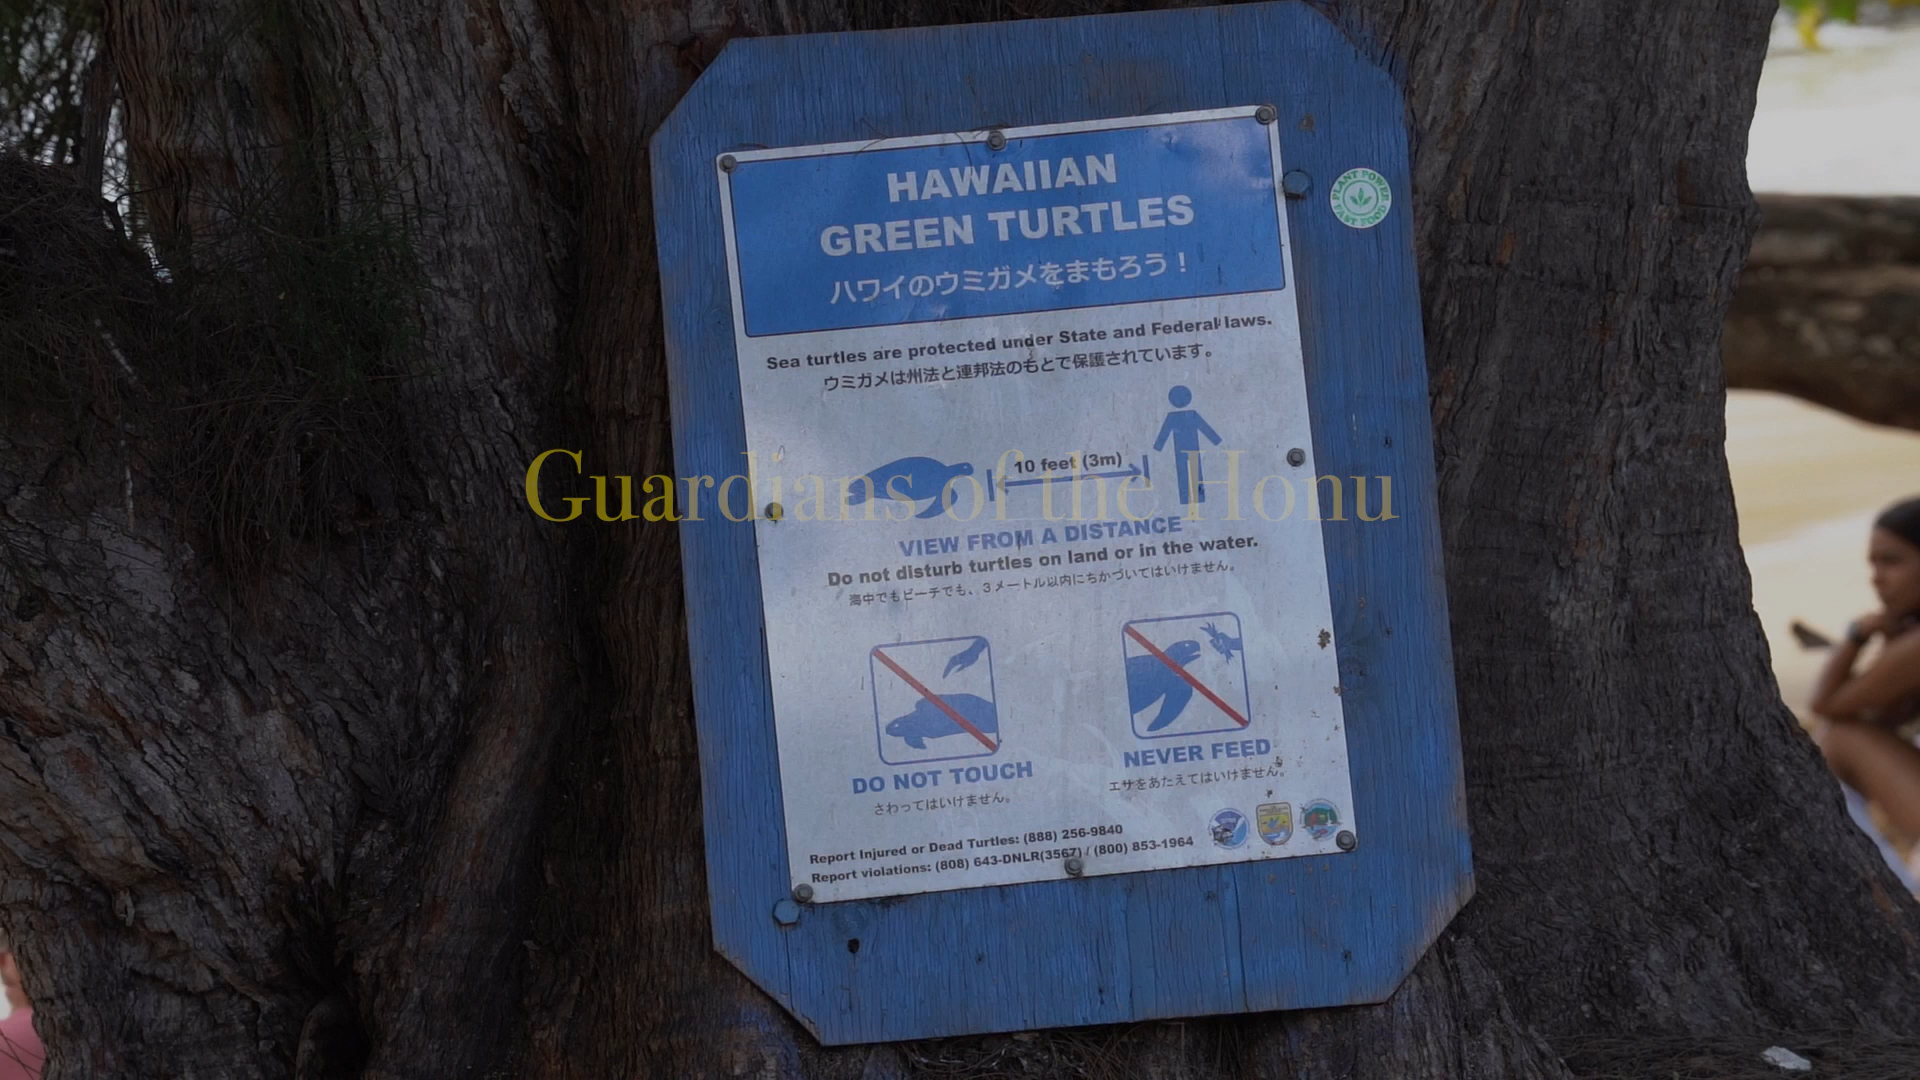 HAWAIIAN
GREEN TURTLES
ハワイのウミガメをまもろう！
PLANT POWER
FAST FOOD
Sea turtles are protected under State and Federal laws.
ウミガメは州法と連邦法のもとで保護されています。
10 feet (3m)
Guardians of the Honu
VIEW FROM A DISTANCE
Do not disturb turtles on land or in the water.
海中でもビーチでも、３メートル以内にちかづいてはいけません。
DO NOT TOUCH
さわってはいけません。
NEVER FEED
エサをあたえてはいけません。
Report Injured or Dead Turtles: (888) 256-9840
Report violations: (808) 643-DNLR(3567) / (800) 853-1964